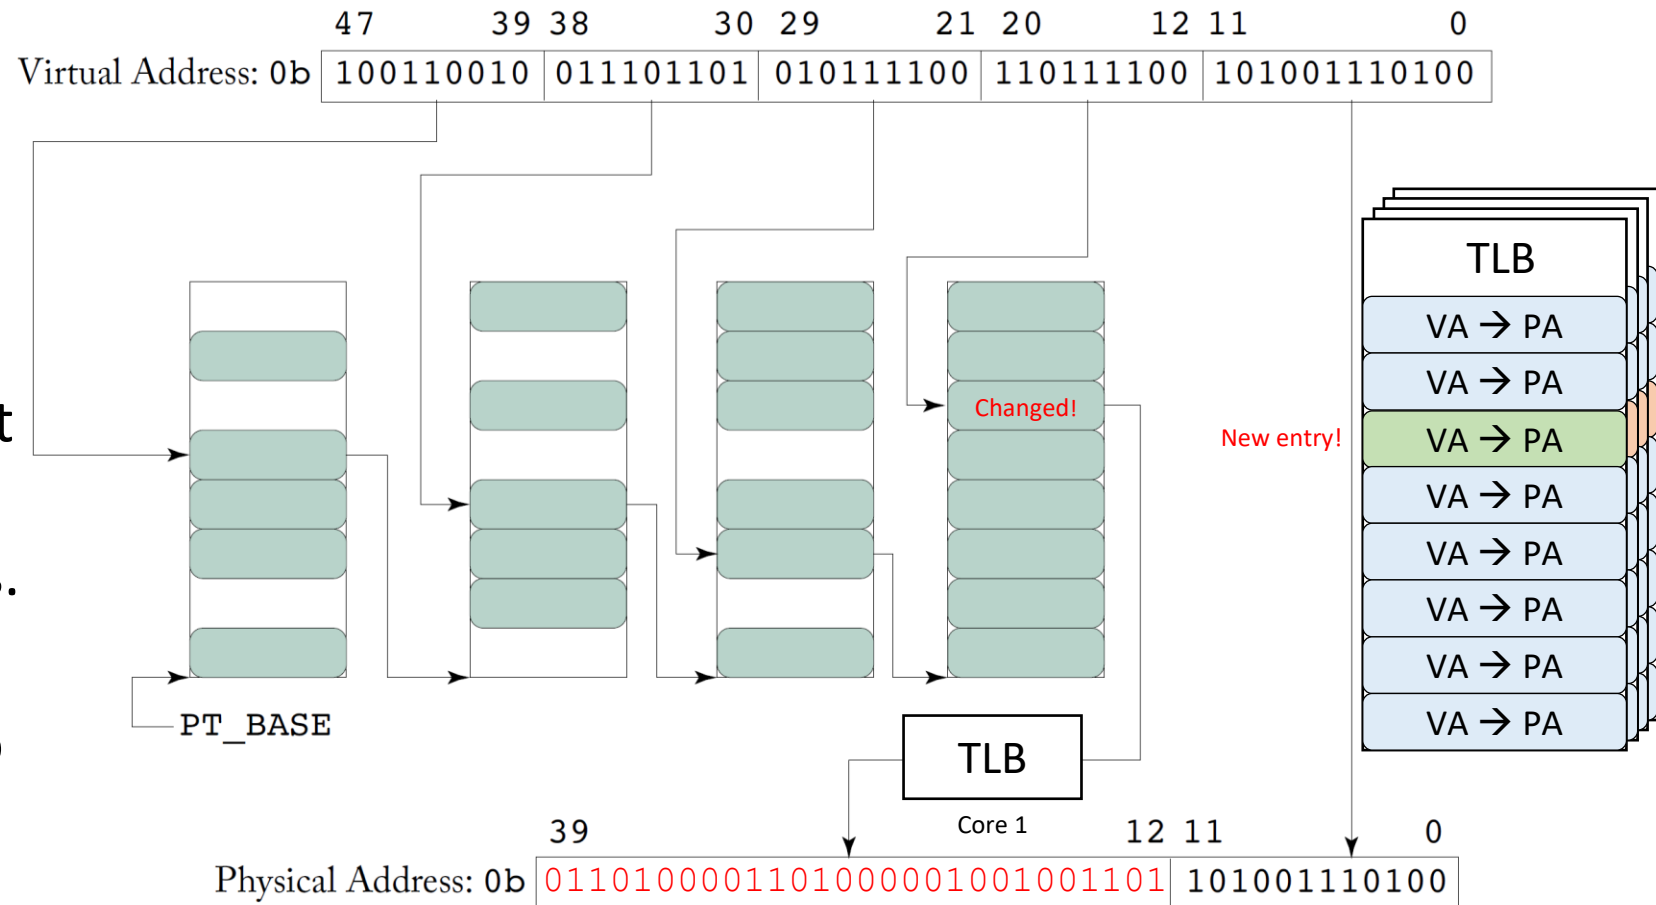 47 39 38 30 29 21 20 12 11 0
Virtual Address: 0b 100110010 011101101 010111100 110111100 101001110100
TLB
VA → PA
VA → PA
t
Changed!
New entry!
VA → PA
VA → PA
VA → PA
.
VA → PA
VA → PA
PT_BASE
VA → PA
TLB
Core 1
39 12 11 0
Physical Address: 0b 0110100001101000001001001101 101001110100